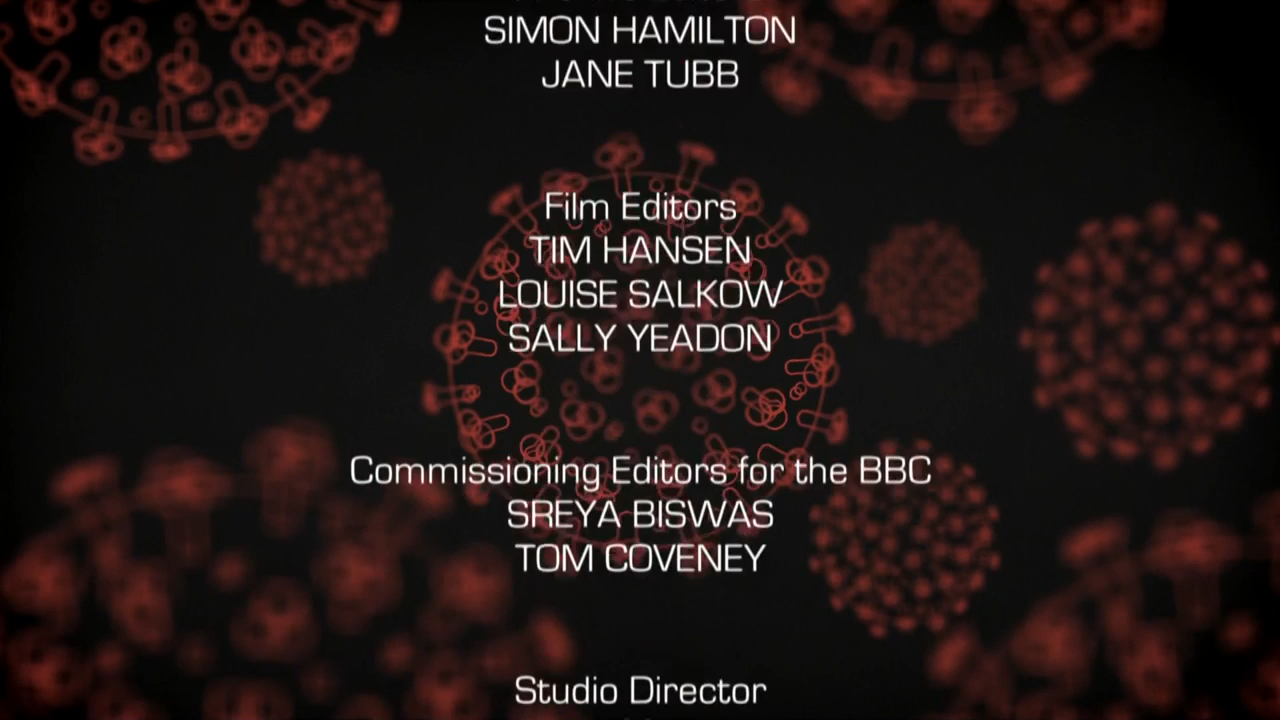 SIMON HAMILTON
JANE TUBB
Film Editors
TIM HANSEN
LOUISE SALKOW
SALLY YEADON
Commissioning Editors for the BBC
SREYA BISWAS
TOM COVENEY
Studio Director